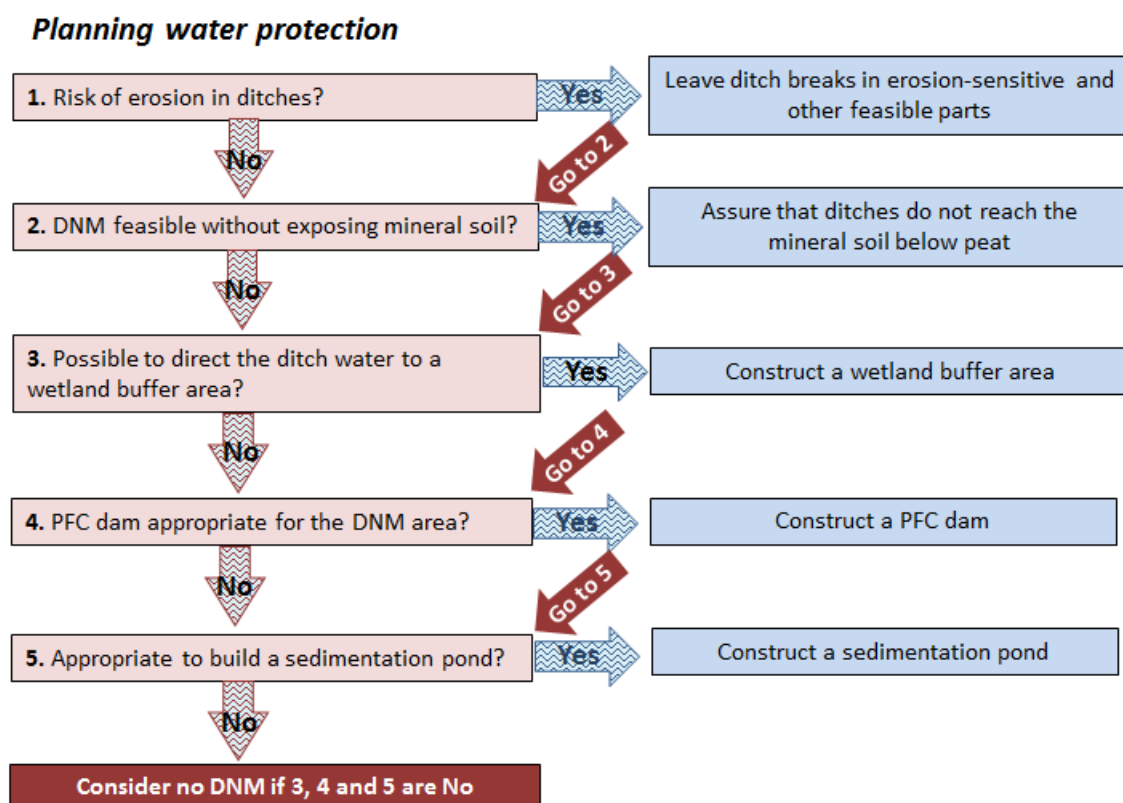 Planning water protection
1. Risk of erosion in ditches?
Yes
Leave ditch breaks in erosion-sensitive and
other feasible parts
No
Go to 2
2. DNM feasible without exposing mineral soil?
Yes
Assure that ditches do not reach the
mineral soil below peat
No
Go to 3
3. Possible to direct the ditch water to a
wetland buffer area?
Yes
Construct a wetland buffer area
No
Go to 4
4. PFC dam appropriate for the DNM area?
Yes
Construct a PFC dam
No
Go to 5
5. Appropriate to build a sedimentation pond?
Yes
Construct a sedimentation pond
No
Consider no DNM if 3, 4 and 5 are No